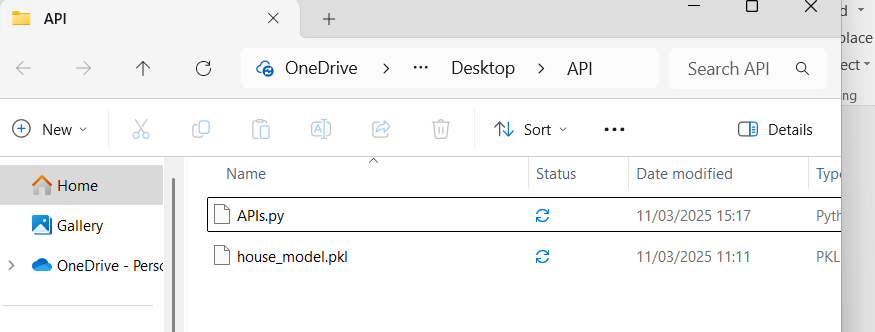 API
OneDrive > ... Desktop > API
Search API
New
Sort
Details
Name Status Date modified Typ
Home
Gallery
OneDrive - Perso
APIs.py 11/03/2025 15:17 Pyth
house_model.pkl 11/03/2025 11:11 PKL
d
place
ect
ng